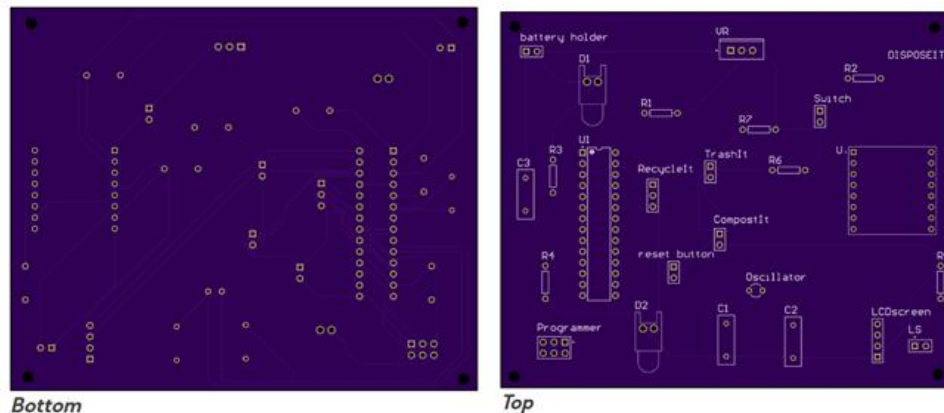 battery holder
VR
D1
DISPOSEIT
R2
R1
Switch
R7
U1
C3
R3
TrashIt
RecycleIt
R6
U.
CompostIt
R4
reset button
Oscillator
R
Programmer
D2
C1
C2
LCDscreen
LS
Bottom
Top